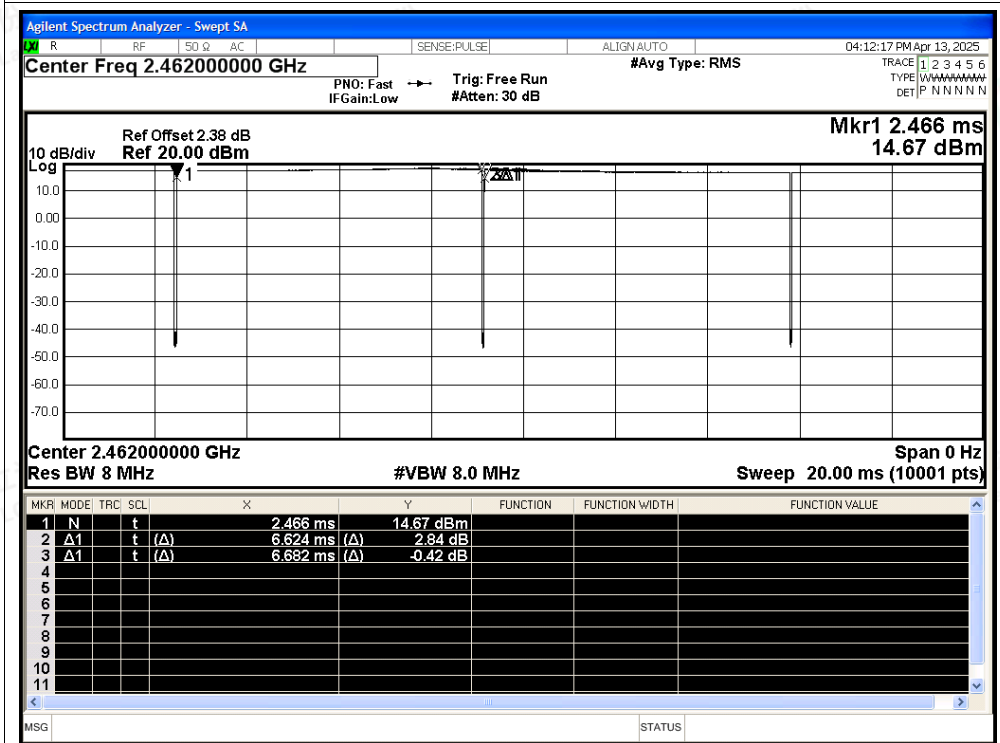 Agilent Spectrum Analyzer - Swept SA
LXI R RF 50 Ω AC SENSE:PULSE ALIGN AUTO 04:12:17 PM Apr 13, 2025
Center Freq 2.462000000 GHz #Avg Type: RMS TRACE 1 2 3 4 5 6
PNO: Fast Trig: Free Run TYPE WWWWWW
IFGain:Low #Atten: 30 dB DET P N N N N N
Mkr1 2.466 ms
Ref Offset 2.38 dB
10 dB/div Ref 20.00 dBm 14.67 dBm
Log
1
10.0
0.00
-10.0
-20.0
-30.0
-40.0
-50.0
-60.0
-70.0
Center 2.462000000 GHz Span 0 Hz
Res BW 8 MHz #VBW 8.0 MHz Sweep 20.00 ms (10001 pts)
MKR MODE TRC SCL X Y FUNCTION FUNCTION WIDTH FUNCTION VALUE
1 N t 2.466 ms 14.67 dBm
2 Δ1 t (Δ) 6.624 ms (Δ) 2.84 dB
3 Δ1 t (Δ) 6.682 ms (Δ) -0.42 dB
4
5
6
7
8
9
10
11
MSG STATUS